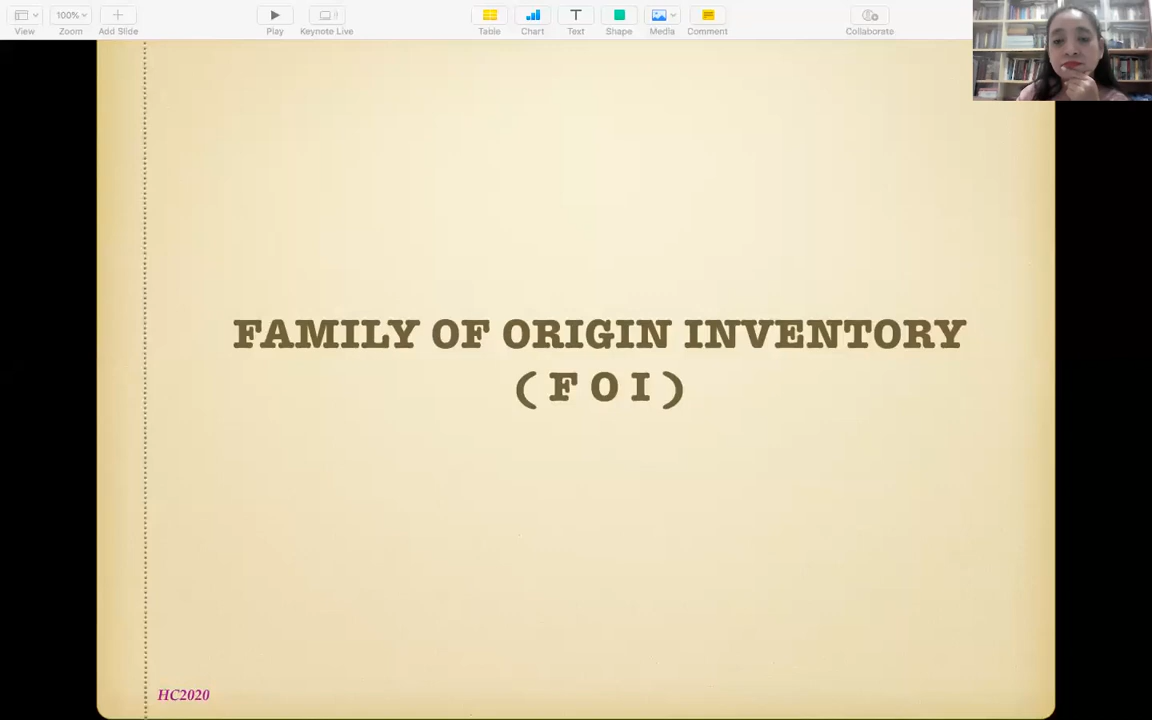 View
100%
Zoom
Add Slide
Play
Keynote Live
Table
Chart
Text
Shape
Media
Comment
Collaborate
FAMILY OF ORIGIN INVENTORY
( F O I )
HC2020